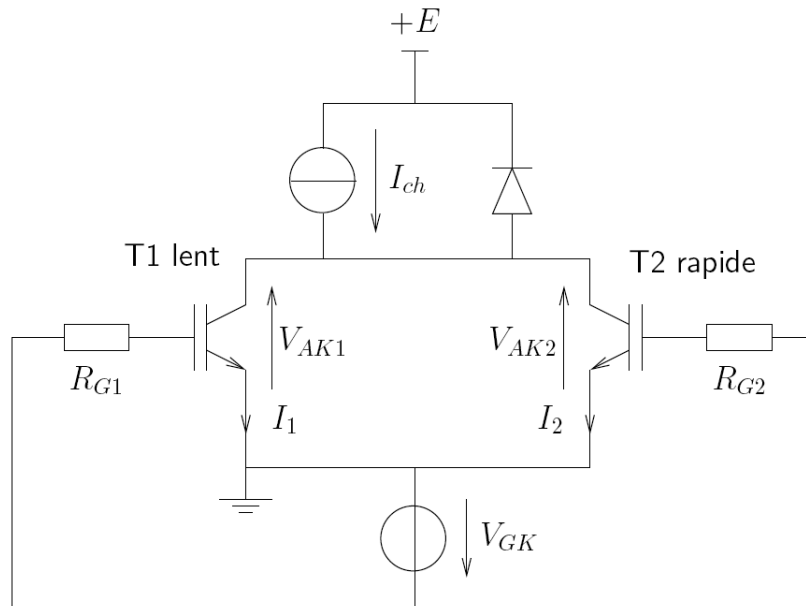 +E
I_ch
T1 lent
T2 rapide
V_AK1
V_AK2
R_G1
R_G2
I_1
I_2
V_GK